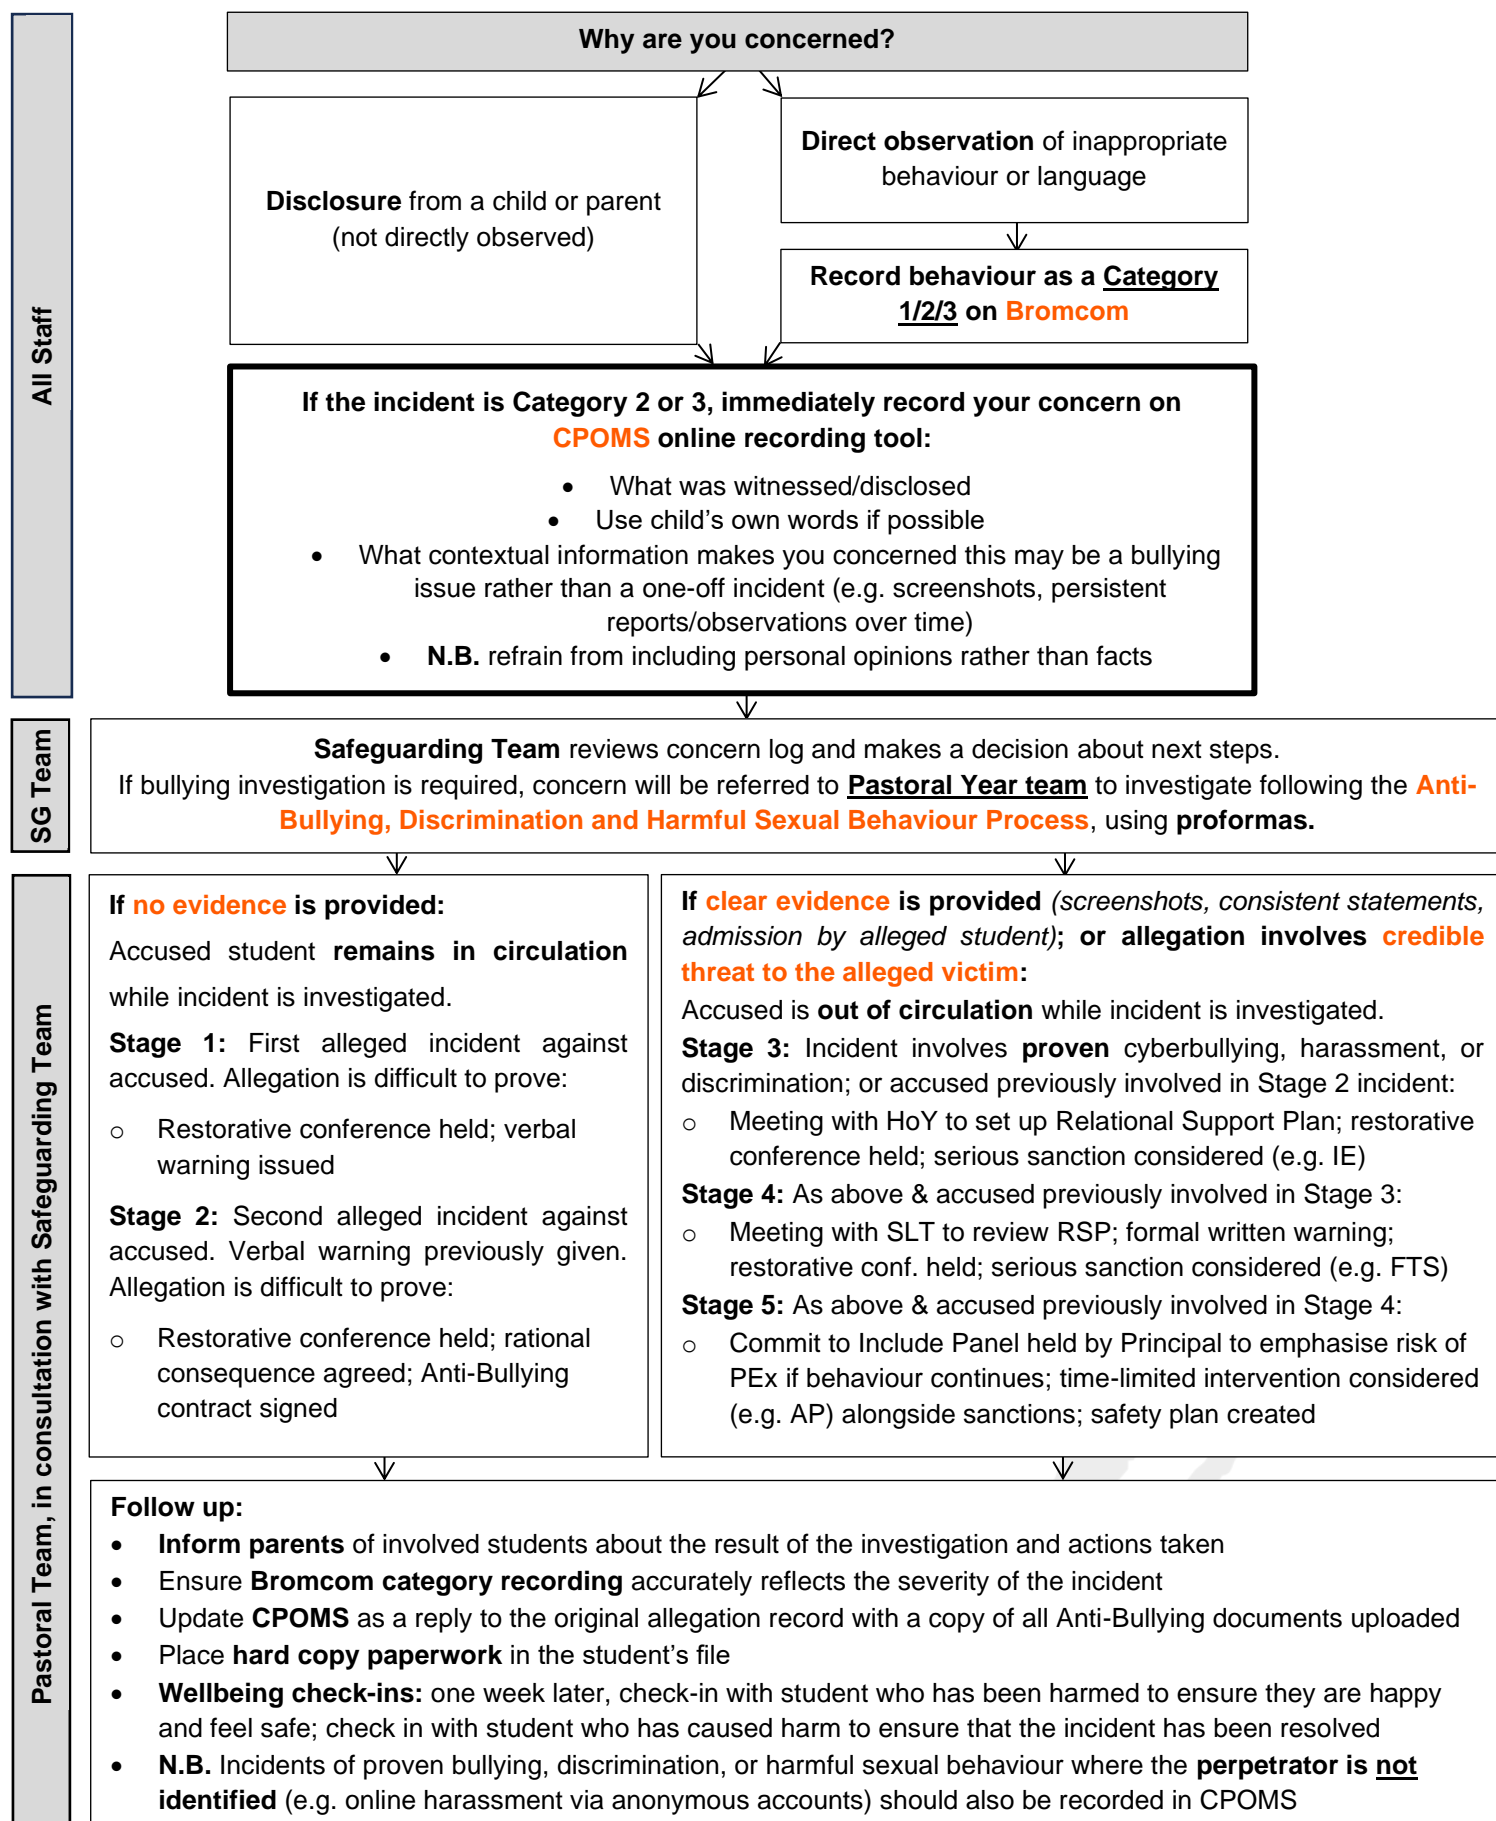 Why are you concerned?
All Staff
Disclosure from a child or parent
(not directly observed)
Direct observation of inappropriate
behaviour or language
Record behaviour as a Category
1/2/3 on Bromcom
If the incident is Category 2 or 3, immediately record your concern on
CPOMS online recording tool:
• What was witnessed/disclosed
• Use child's own words if possible
• What contextual information makes you concerned this may be a bullying
issue rather than a one-off incident (e.g. screenshots, persistent
reports/observations over time)
• N.B. refrain from including personal opinions rather than facts
SG Team
Safeguarding Team reviews concern log and makes a decision about next steps.
If bullying investigation is required, concern will be referred to Pastoral Year team to investigate following the Anti-
Bullying, Discrimination and Harmful Sexual Behaviour Process, using proformas.
Pastoral Team, in consultation with Safeguarding Team
If no evidence is provided:
Accused student remains in circulation
while incident is investigated.
Stage 1: First alleged incident against
accused. Allegation is difficult to prove:
o Restorative conference held; verbal
warning issued
Stage 2: Second alleged incident against
accused. Verbal warning previously given.
Allegation is difficult to prove:
o Restorative conference held; rational
consequence agreed; Anti-Bullying
contract signed
If clear evidence is provided (screenshots, consistent statements,
admission by alleged student); or allegation involves credible
threat to the alleged victim:
Accused is out of circulation while incident is investigated.
Stage 3: Incident involves proven cyberbullying, harassment, or
discrimination; or accused previously involved in Stage 2 incident:
o Meeting with HoY to set up Relational Support Plan; restorative
conference held; serious sanction considered (e.g. IE)
Stage 4: As above & accused previously involved in Stage 3:
o Meeting with SLT to review RSP; formal written warning;
restorative conf. held; serious sanction considered (e.g. FTS)
Stage 5: As above & accused previously involved in Stage 4:
o Commit to Include Panel held by Principal to emphasise risk of
PEx if behaviour continues; time-limited intervention considered
(e.g. AP) alongside sanctions; safety plan created
Follow up:
• Inform parents of involved students about the result of the investigation and actions taken
• Ensure Bromcom category recording accurately reflects the severity of the incident
• Update CPOMS as a reply to the original allegation record with a copy of all Anti-Bullying documents uploaded
• Place hard copy paperwork in the student's file
• Wellbeing check-ins: one week later, check-in with student who has been harmed to ensure they are happy
and feel safe; check in with student who has caused harm to ensure that the incident has been resolved
• N.B. Incidents of proven bullying, discrimination, or harmful sexual behaviour where the perpetrator is not
identified (e.g. online harassment via anonymous accounts) should also be recorded in CPOMS